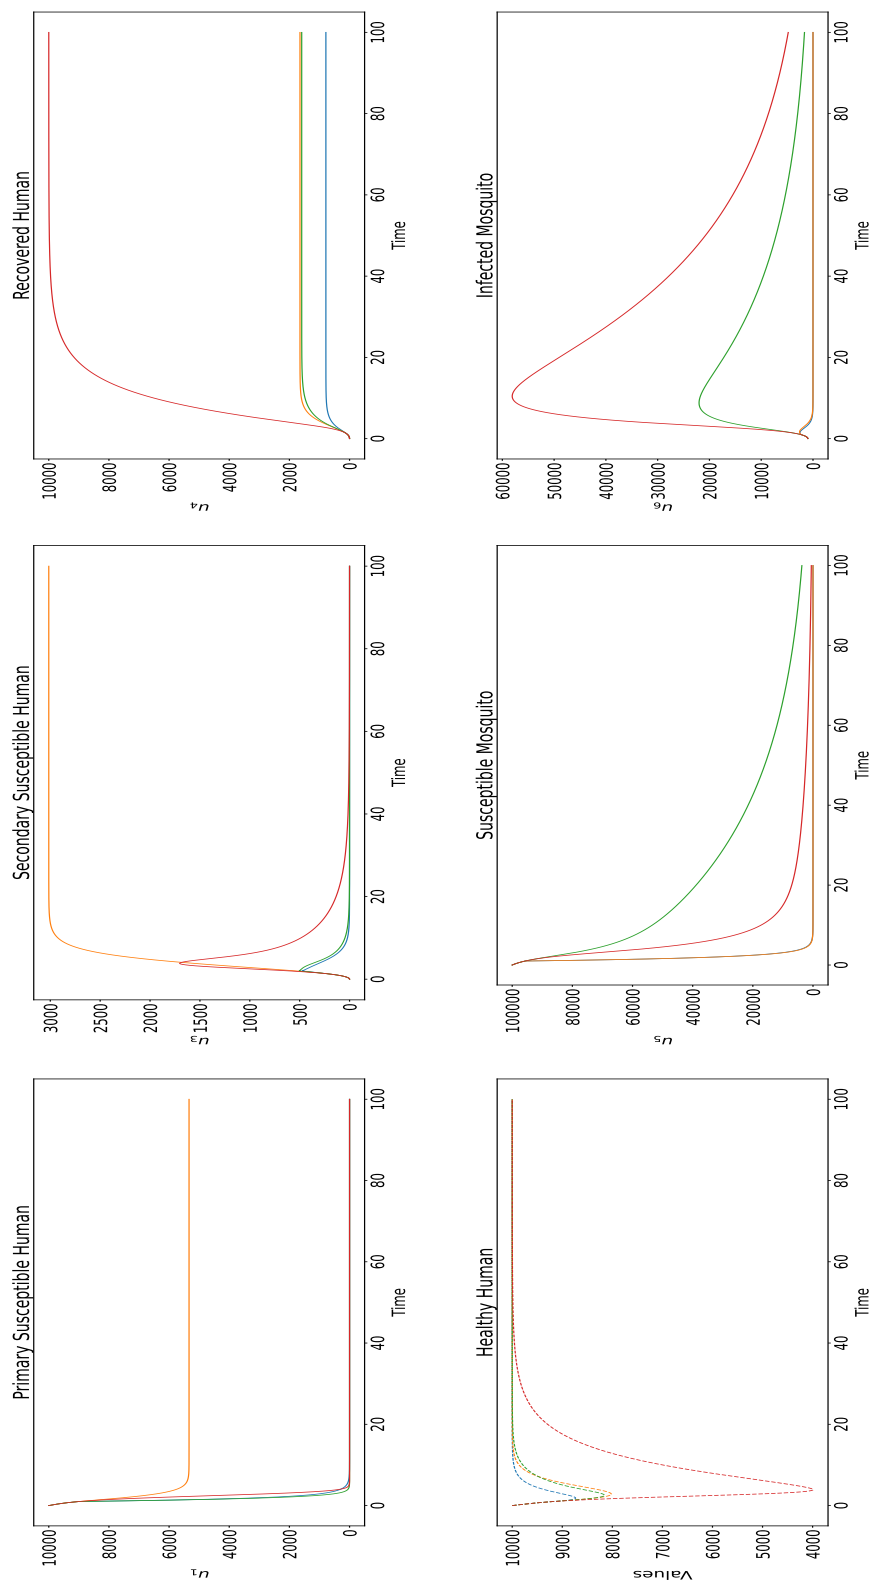 Primary Susceptible Human
10000
8000
6000
4000
2000
0
u₁
0 20 40 60 80 100
Time
Secondary Susceptible Human
3000
2500
2000
1500
1000
500
0
u₃
0 20 40 60 80 100
Time
Recovered Human
10000
8000
6000
4000
2000
0
u₄
0 20 40 60 80 100
Time
Healthy Human
10000
9000
8000
7000
6000
5000
4000
Values
0 20 40 60 80 100
Time
Susceptible Mosquito
100000
80000
60000
40000
20000
0
u₅
0 20 40 60 80 100
Time
Infected Mosquito
60000
50000
40000
30000
20000
10000
0
u₆
0 20 40 60 80 100
Time